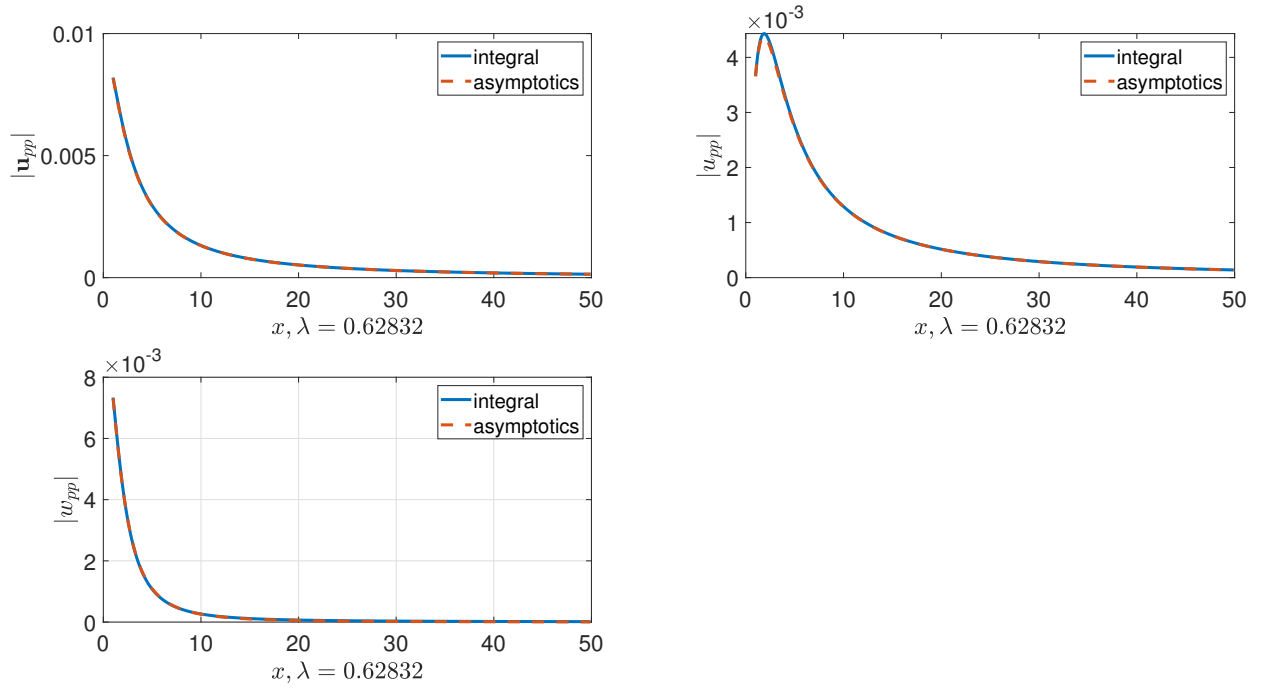 0.01
0.005
0
|u_pp|
integral
asymptotics
0 10 20 30 40 50
x, λ = 0.62832
×10⁻³
4
3
2
1
0
|u_pp|
integral
asymptotics
0 10 20 30 40 50
x, λ = 0.62832
×10⁻³
8
6
4
2
0
|w_pp|
integral
asymptotics
0 10 20 30 40 50
x, λ = 0.62832